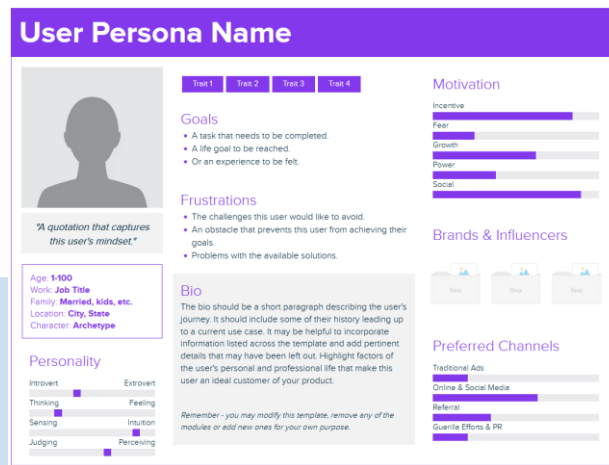 User Persona Name
"A quotation that captures
this user's mindset."
Age: 1-100
Work: Job Title
Family: Married, kids, etc.
Location: City, State
Character: Archetype
Personality
Introvert Extrovert
Thinking Feeling
Sensing Intuition
Judging Perceiving
Trait 1 Trait 2 Trait 3 Trait 4
Goals
• A task that needs to be completed.
• A life goal to be reached.
• Or an experience to be felt.
Frustrations
• The challenges this user would like to avoid.
• An obstacle that prevents this user from achieving their
goals.
• Problems with the available solutions.
Bio
The bio should be a short paragraph describing the user's
journey. It should include some of their history leading up
to a current use case. It may be helpful to incorporate
information listed across the template and add pertinent
details that may have been left out. Highlight factors of
the user's personal and professional life that make this
user an ideal customer of your product.
Remember - you may modify this template, remove any of the
modules or add new ones for your own purpose.
Motivation
Incentive
Fear
Growth
Power
Social
Brands & Influencers
Preferred Channels
Traditional Ads
Online & Social Media
Referral
Guerilla Efforts & PR